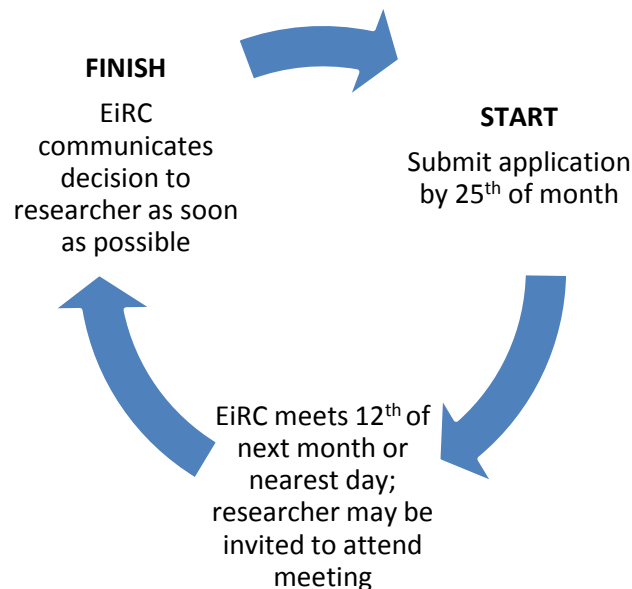 START
Submit application
by 25th of month
EiRC meets 12th of
next month or
nearest day;
researcher may be
invited to attend
meeting
FINISH
EiRC
communicates
decision to
researcher as soon
as possible